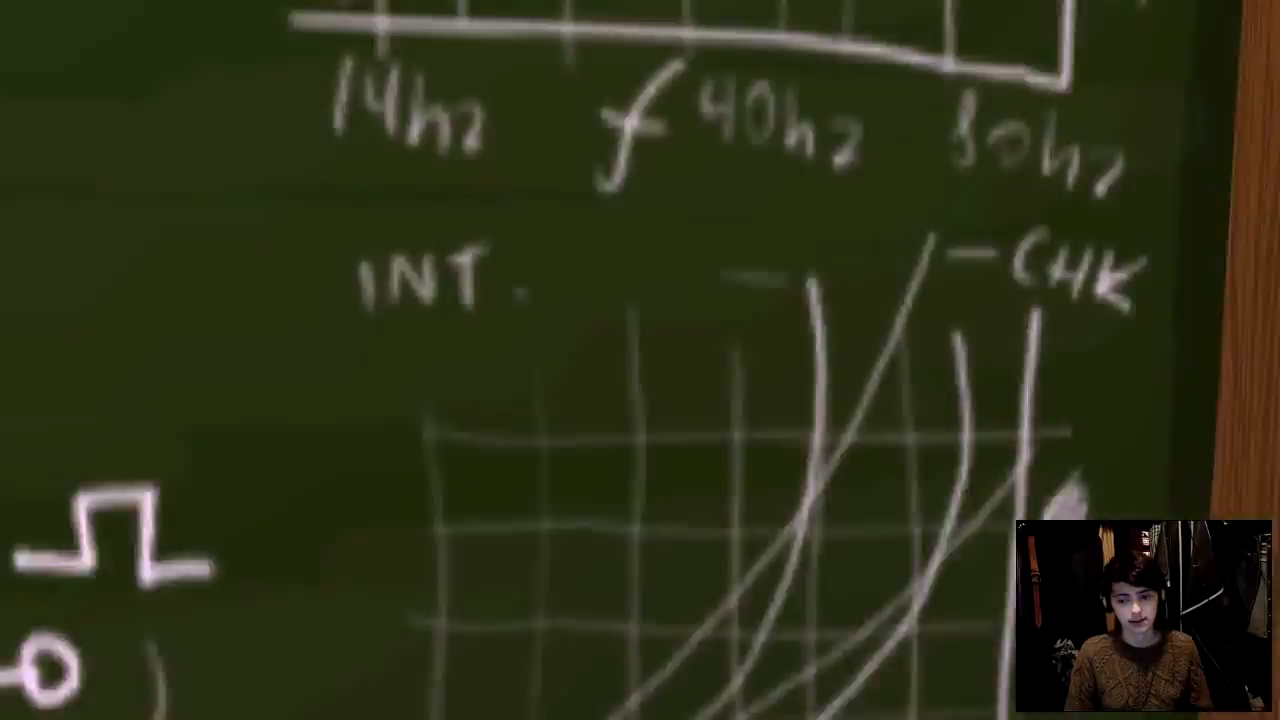 14hz f 40hz 80hz
INT. — — CHK